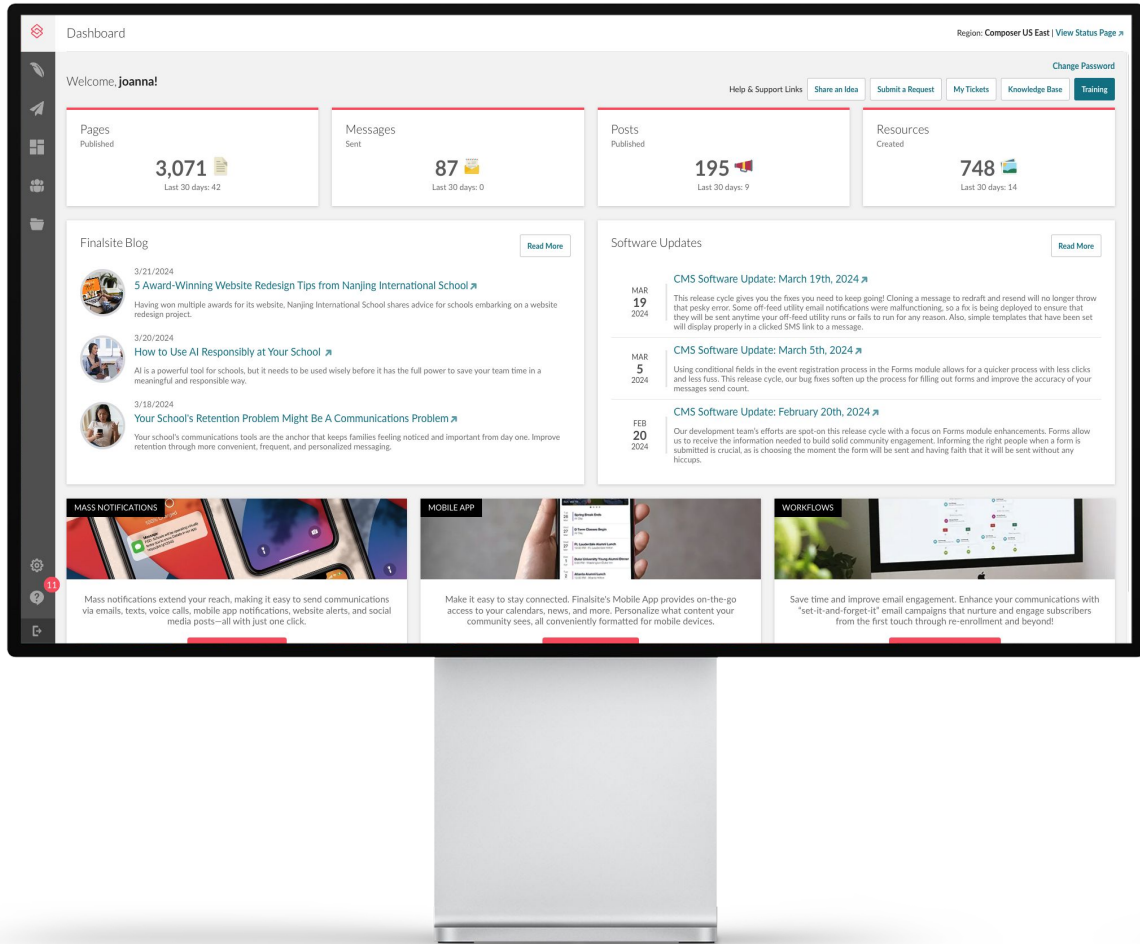 Dashboard
Region: Composer US East | View Status Page
Change Password
Welcome, joanna!
Help & Support Links
Share an Idea
Submit a Request
My Tickets
Knowledge Base
Training
Pages
Published
3,071
Last 30 days: 42
Messages
Sent
87
Last 30 days: 0
Posts
Published
195
Last 30 days: 9
Resources
Created
748
Last 30 days: 14
Finalsite Blog
Read More
3/21/2024
5 Award-Winning Website Redesign Tips from Nanjing International School
Having won multiple awards for its website, Nanjing International School shares advice for schools embarking on a website
redesign project.
3/20/2024
How to Use AI Responsibly at Your School
AI is a powerful tool for schools, but it needs to be used wisely before it has the full power to save your team time in a
meaningful and responsible way.
3/18/2024
Your School's Retention Problem Might Be A Communications Problem
Your school's communications tools are the anchor that keeps families feeling noticed and important from day one. Improve
retention through more convenient, frequent, and personalized messaging.
Software Updates
Read More
MAR
19
2024
CMS Software Update: March 19th, 2024
This release cycle gives you the fixes you need to keep going! Cloning a message to redraft and resend will no longer throw
that pesky error. Some off-feed utility email notifications were malfunctioning, so a fix is being deployed to ensure that
they will be sent anytime your off-feed utility runs or fails to run for any reason. Also, simple templates that have been set
will display properly in a clicked SMS link to a message.
MAR
5
2024
CMS Software Update: March 5th, 2024
Using conditional fields in the event registration process in the Forms module allows for a quicker process with less clicks
and less fuss. This release cycle, our bug fixes soften up the process for filling out forms and improve the accuracy of your
messages send count.
FEB
20
2024
CMS Software Update: February 20th, 2024
Our development team's efforts are spot-on this release cycle with a focus on Forms module enhancements. Forms allow
us to receive the information needed to build solid community engagement. Informing the right people when a form is
submitted is crucial, as is choosing the moment the form will be sent and having faith that it will be sent without any
hiccups.
MASS NOTIFICATIONS
Mass notifications extend your reach, making it easy to send communications
via emails, texts, voice calls, mobile app notifications, website alerts, and social
media posts—all with just one click.
MOBILE APP
Spring Break Ends
Make it easy to stay connected. Finalsite's Mobile App provides on-the-go
access to your calendars, news, and more. Personalize what content your
community sees, all conveniently formatted for mobile devices.
WORKFLOWS
Save time and improve email engagement. Enhance your communications with
"set-it-and-forget-it" email campaigns that nurture and engage subscribers
from the first touch through re-enrollment and beyond!
11